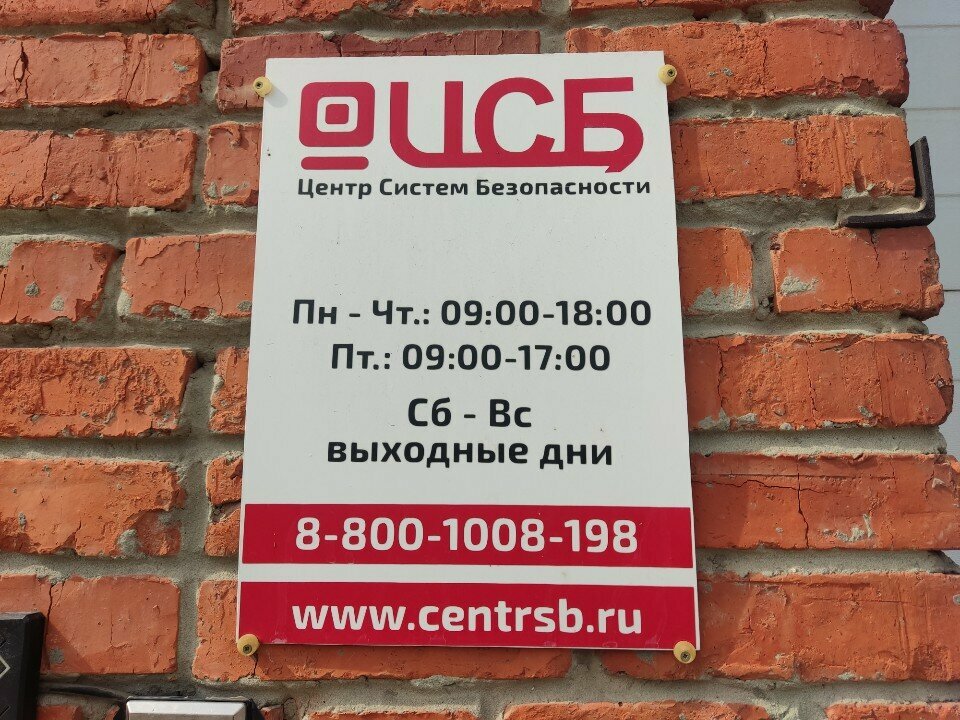 ЦСБ
Центр Систем Безопасности
Пн - Чт.: 09:00-18:00
Пт.: 09:00-17:00
Сб - Вс
выходные дни
8-800-1008-198
www.centrsb.ru